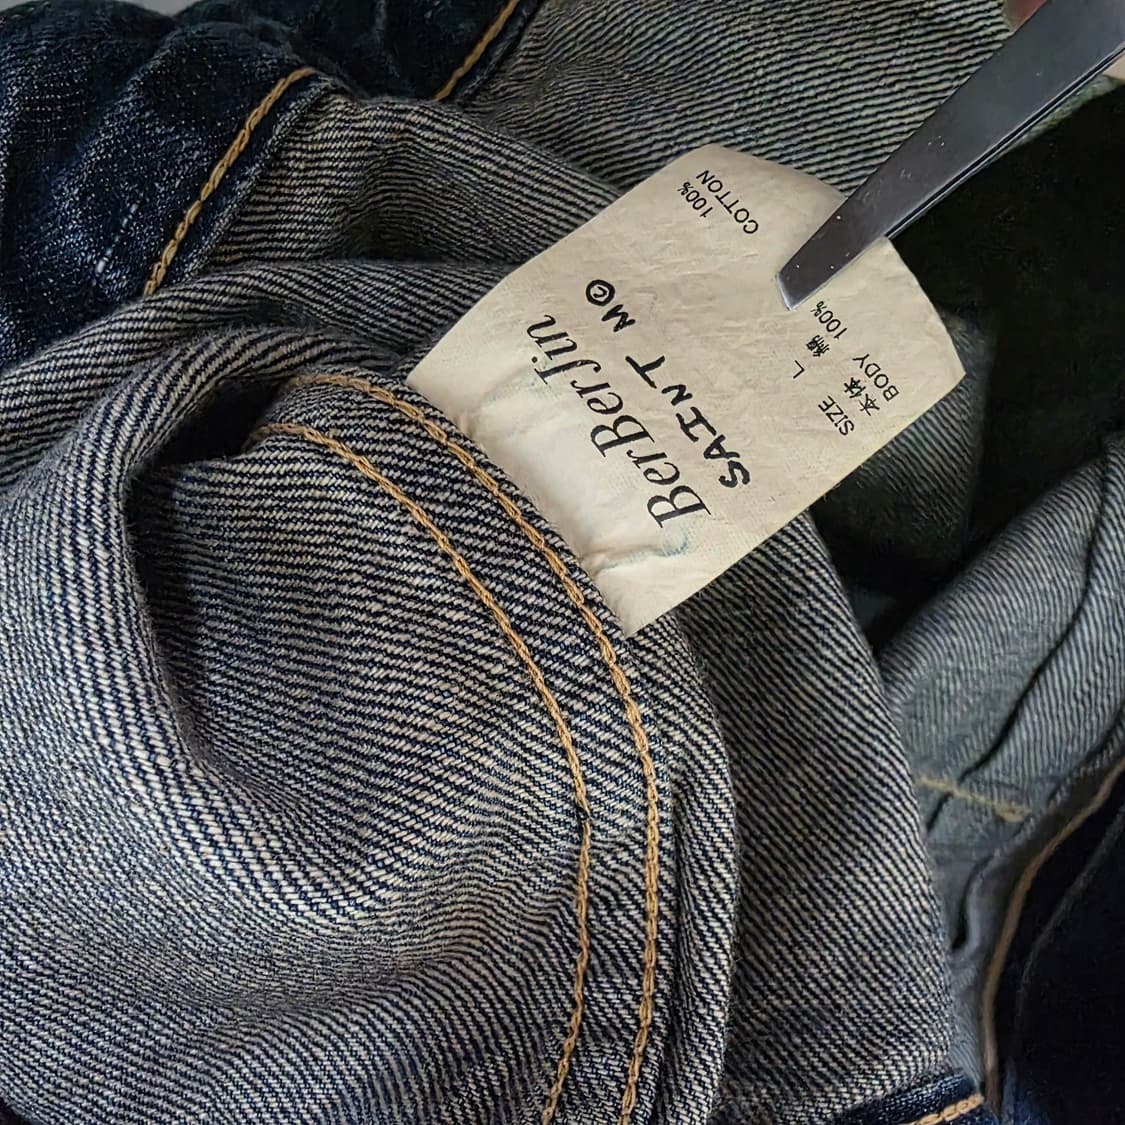 BerBerJin
SAINT M
SIZE L
本体 綿 100%
BODY 100%
COTTON